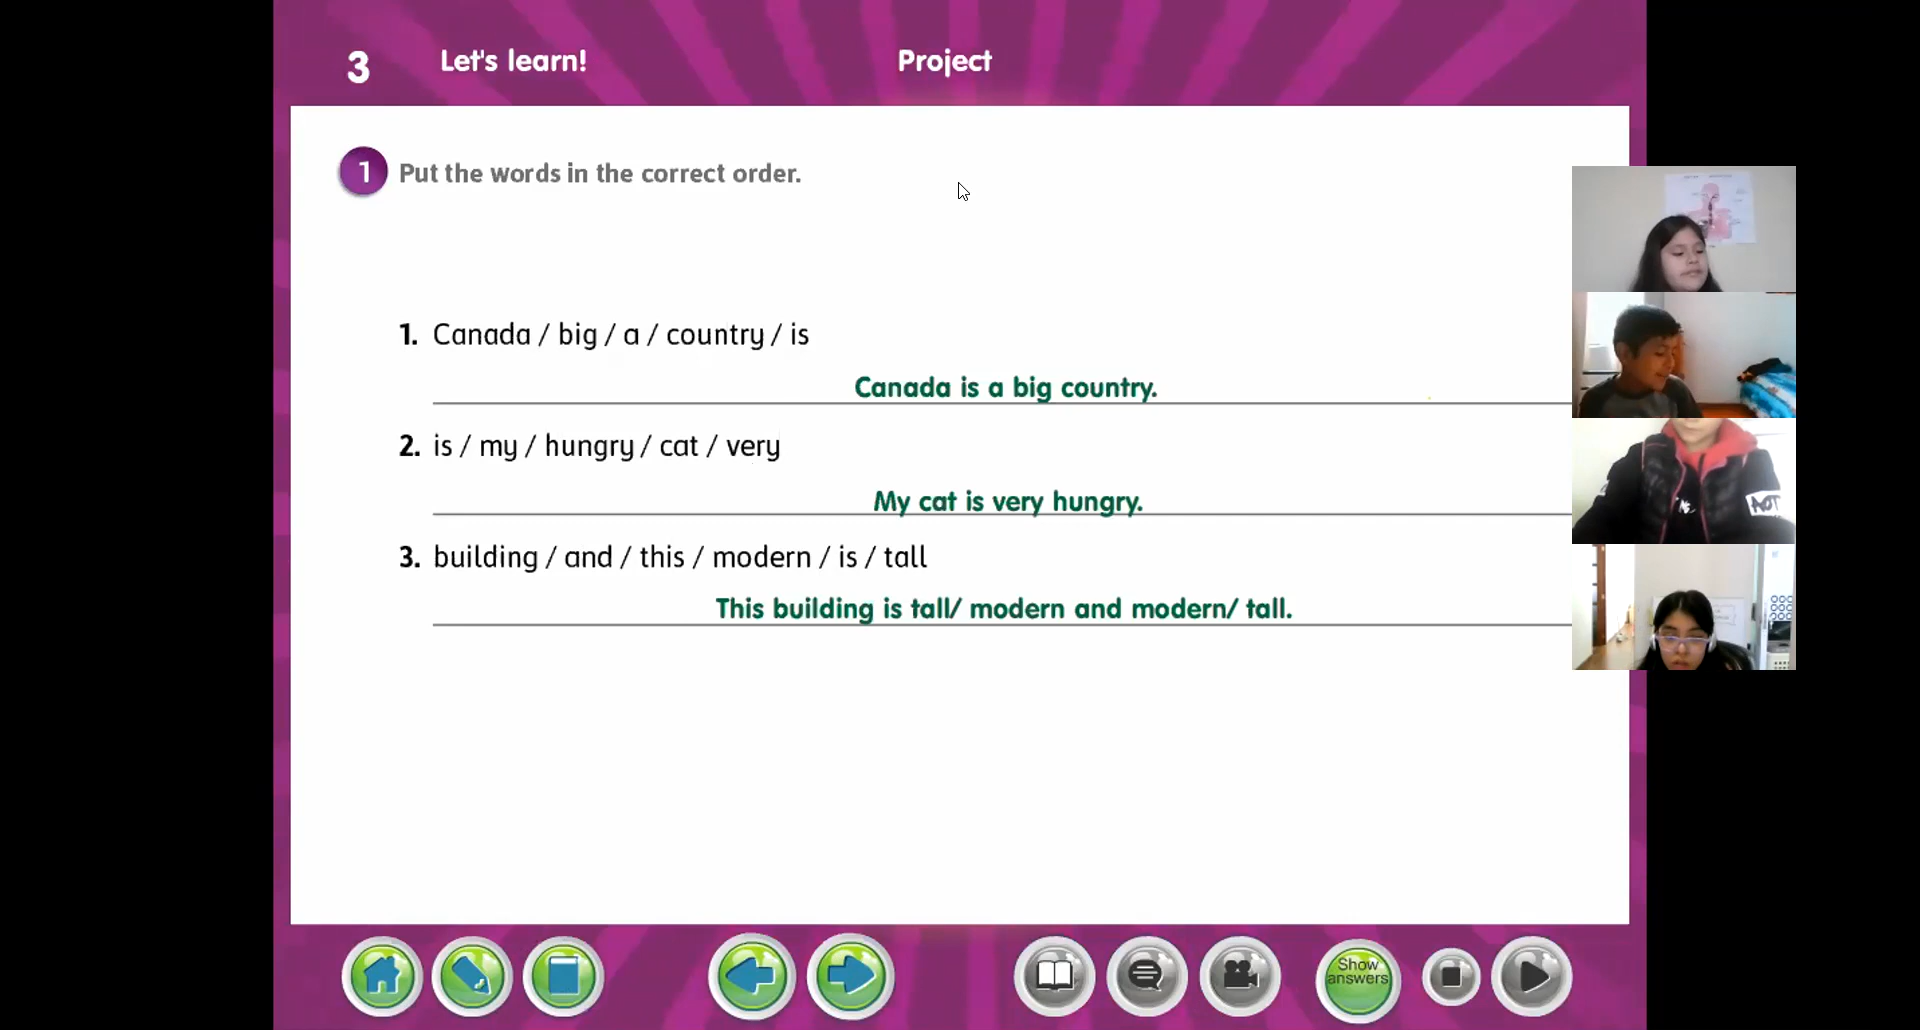 3 Let's learn! Project
1 Put the words in the correct order.
1. Canada / big / a / country / is
Canada is a big country.
2. is / my / hungry / cat / very
My cat is very hungry.
3. building / and / this / modern / is / tall
This building is tall/ modern and modern/ tall.
Show
answers